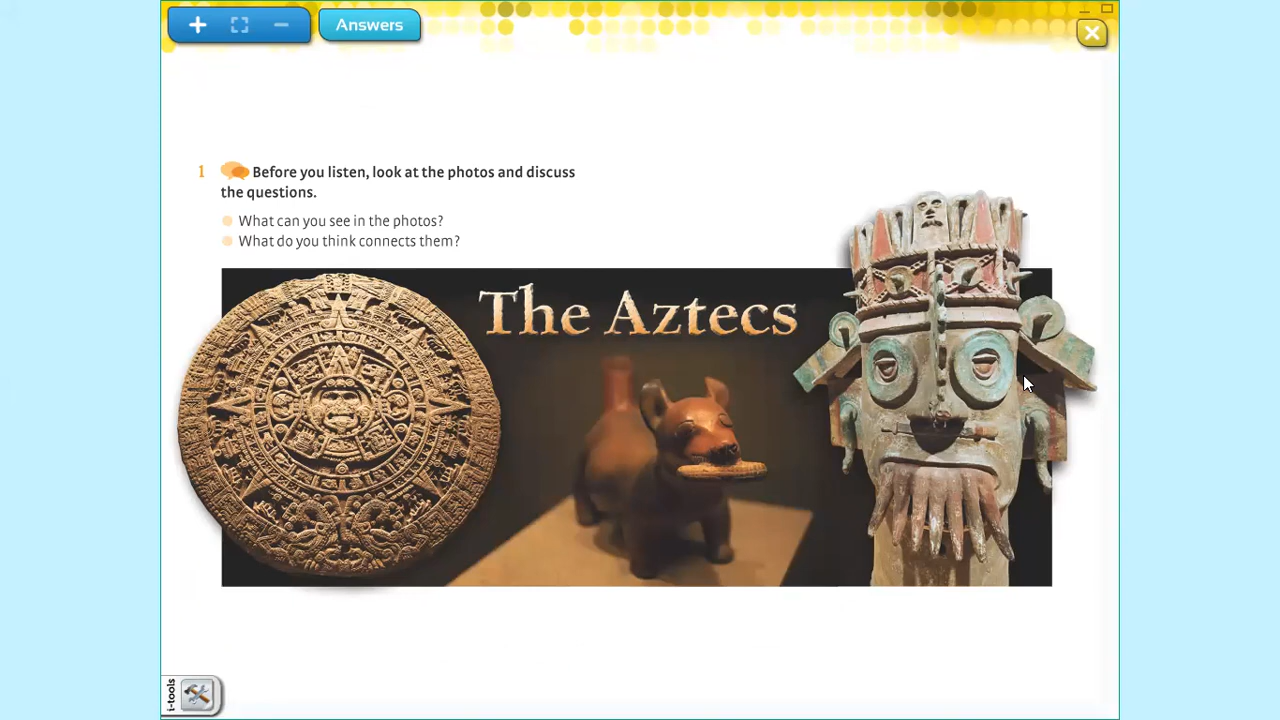 Answers
1 Before you listen, look at the photos and discuss
the questions.
What can you see in the photos?
What do you think connects them?
The Aztecs
i-tools